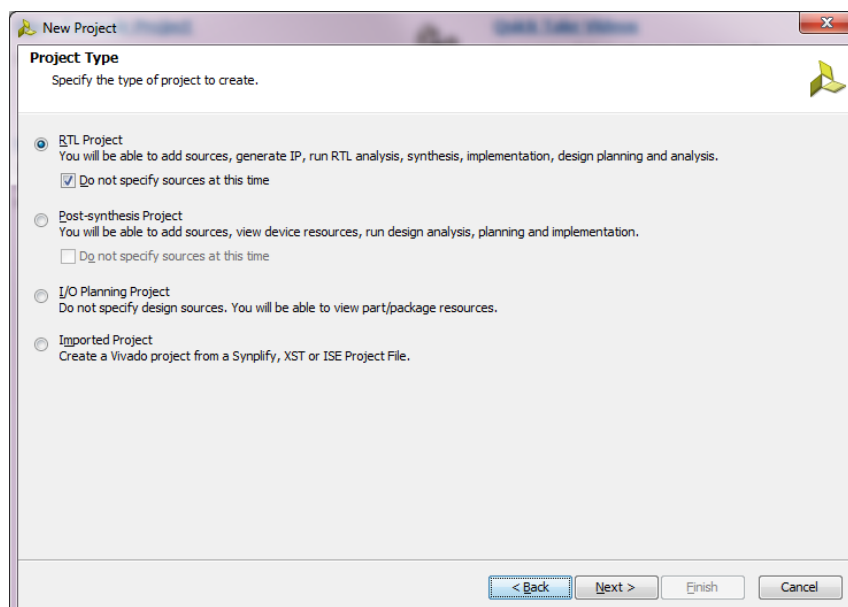 New Project
Project Type
Specify the type of project to create.
RTL Project
You will be able to add sources, generate IP, run RTL analysis, synthesis, implementation, design planning and analysis.
Do not specify sources at this time
Post-synthesis Project
You will be able to add sources, view device resources, run design analysis, planning and implementation.
Do not specify sources at this time
I/O Planning Project
Do not specify design sources. You will be able to view part/package resources.
Imported Project
Create a Vivado project from a Synplify, XST or ISE Project File.
< Back Next > Finish Cancel